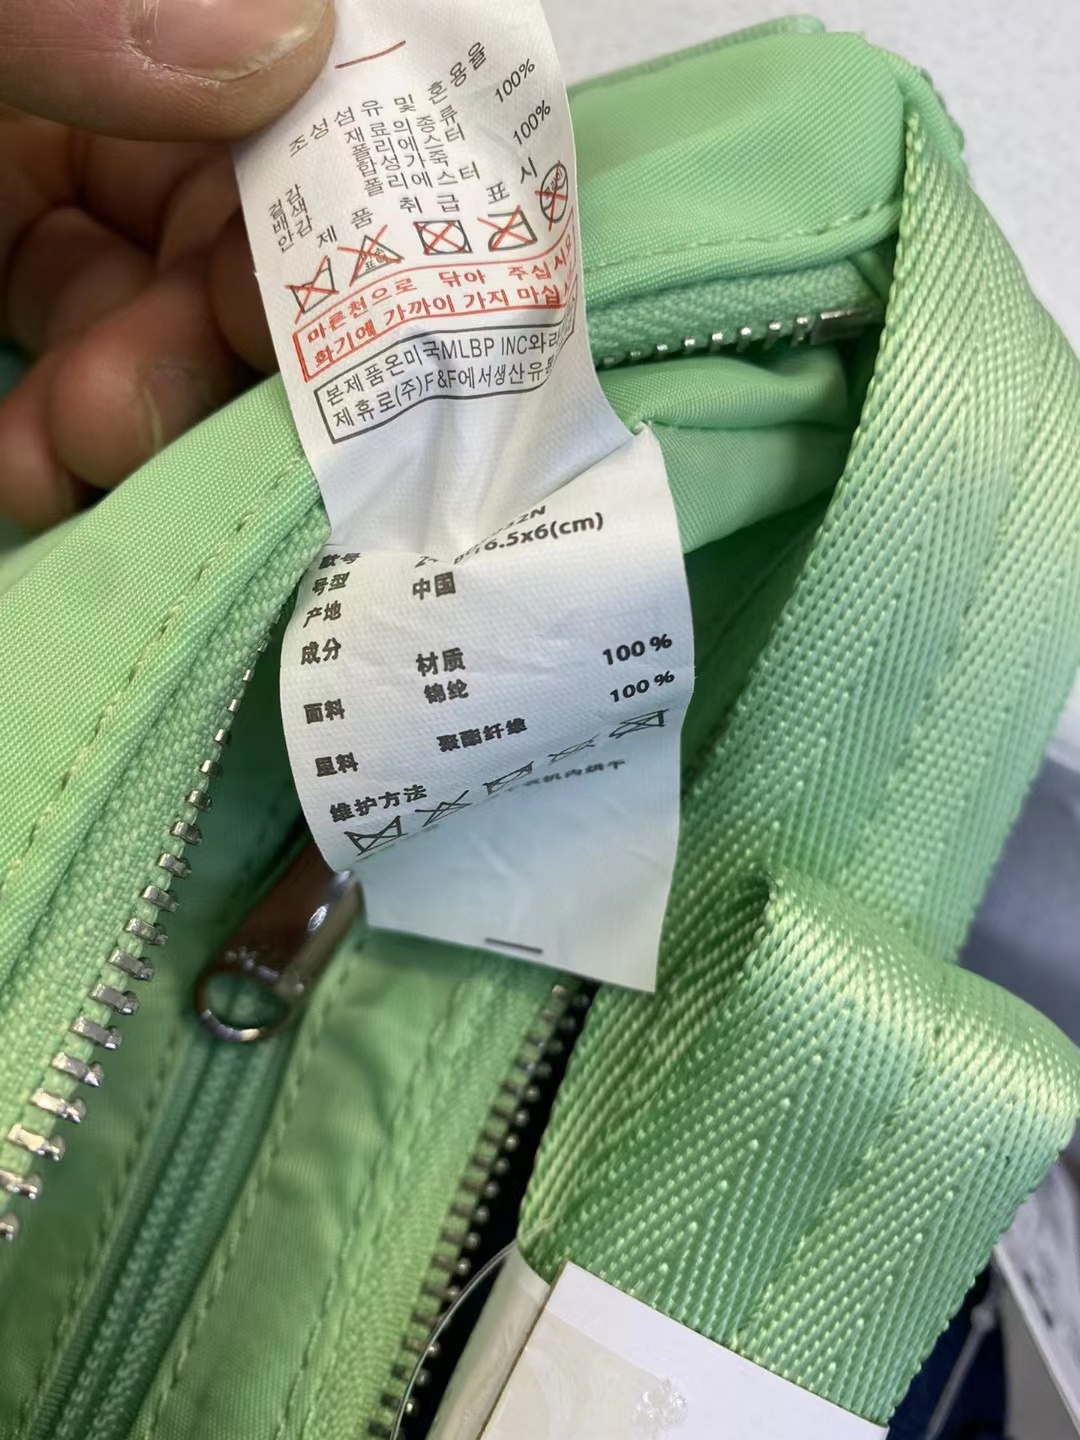 조성섬유 및 혼용율
재료의종류
겉감 폴리에스터 100%
배색 합성가죽
안감 폴리에스터 100%
제품 취급 표시
마른천으로 닦아 주십시오
화기에 가까이 가지 마십
본제품은미국MLBP INC와라
제휴로(주)F&F에서생산유통
款号
号型 6.5x6(cm)
产地 中国
成分
材质 100%
面料 锦纶 100%
里料 聚酯纤维
维护方法